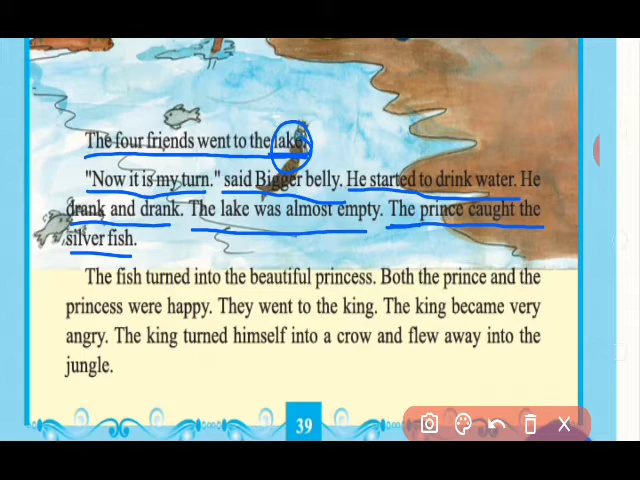 The four friends went to the lake.
"Now it is my turn." said Bigger belly. He started to drink water. He
drank and drank. The lake was almost empty. The prince caught the
silver fish.
The fish turned into the beautiful princess. Both the prince and the
princess were happy. They went to the king. The king became very
angry. The king turned himself into a crow and flew away into the
jungle.
39